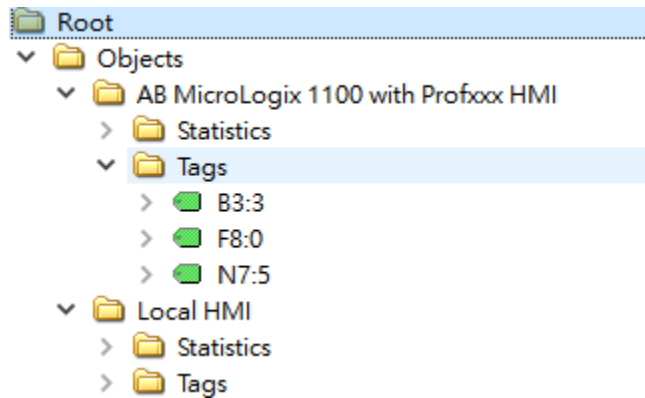 Root
Objects
AB MicroLogix 1100 with Profxxx HMI
Statistics
Tags
B3:3
F8:0
N7:5
Local HMI
Statistics
Tags